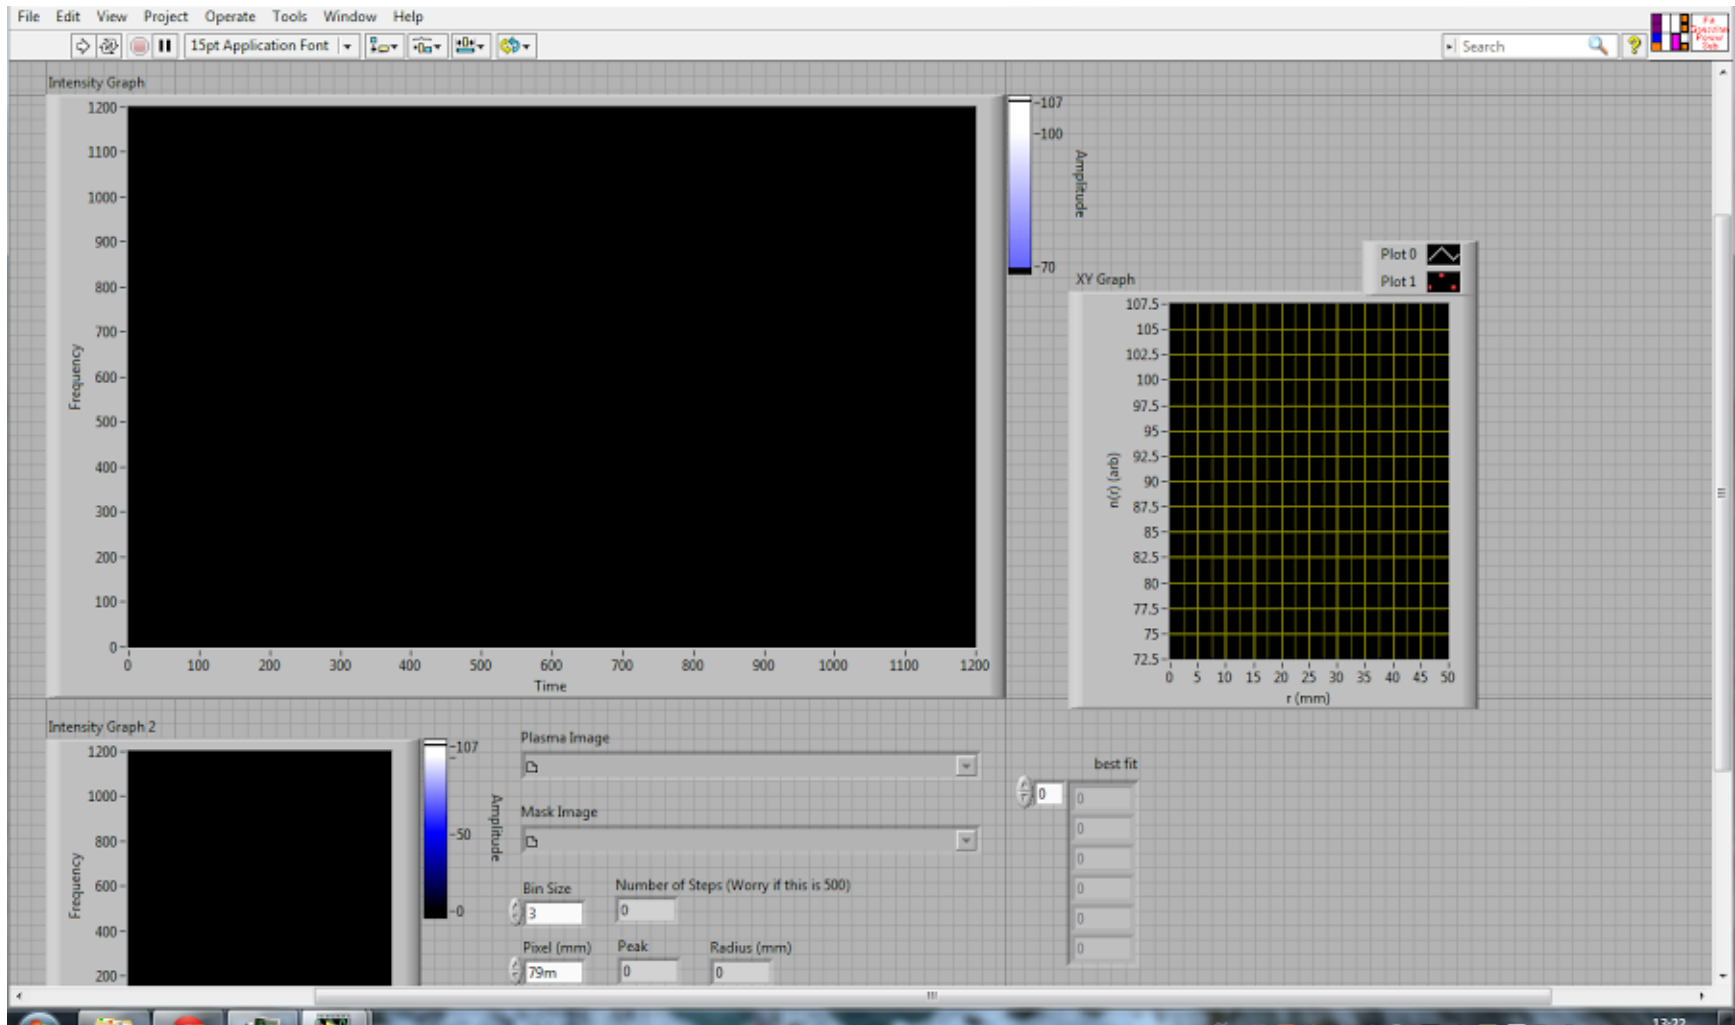 File Edit View Project Operate Tools Window Help
15pt Application Font
Search
Intensity Graph
1200
1100
1000
900
800
700
600
500
400
300
200
100
0
Frequency
0 100 200 300 400 500 600 700 800 900 1000 1100 1200
Time
-107
-100
-70
Amplitude
Plot 0
Plot 1
XY Graph
107.5
105
102.5
100
97.5
95
92.5
90
87.5
85
82.5
80
77.5
75
72.5
n(r) (arb)
0 5 10 15 20 25 30 35 40 45 50
r (mm)
Intensity Graph 2
1200
1000
800
600
400
200
Frequency
-107
-50
-0
Amplitude
Plasma Image
Mask Image
Bin Size
3
Number of Steps (Worry if this is 500)
0
Pixel (mm)
79m
Peak
0
Radius (mm)
0
best fit
0
0
0
0
0
0
0
13:22